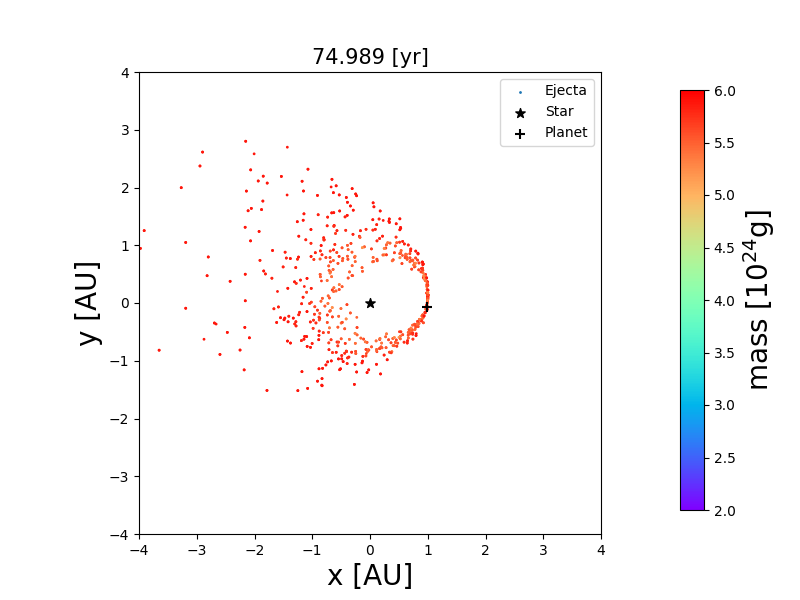 74.989 [yr]
Ejecta
Star
Planet
4
3
2
1
0
−1
−2
−3
−4
y [AU]
−4 −3 −2 −1 0 1 2 3 4
x [AU]
6.0
5.5
5.0
4.5
4.0
3.5
3.0
2.5
2.0
mass [10²⁴g]